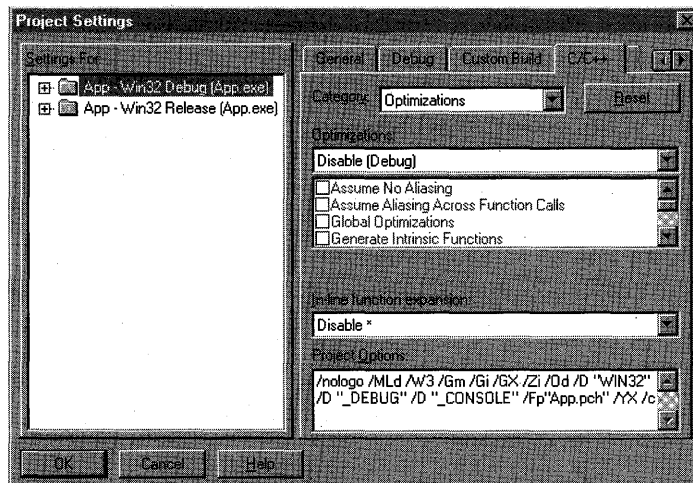 Project Settings
Settings For:
App - Win32 Debug (App.exe)
App - Win32 Release (App.exe)
General
Debug
Custom Build
C/C++
Category:
Optimizations
Reset
Optimizations:
Disable (Debug)
Assume No Aliasing
Assume Aliasing Across Function Calls
Global Optimizations
Generate Intrinsic Functions
In-line function expansion:
Disable *
Project Options:
/nologo /MLd /W3 /Gm /Gi /GX /Zi /Od /D "WIN32"
/D "_DEBUG" /D "_CONSOLE" /Fp"App.pch" /YX /c
OK
Cancel
Help